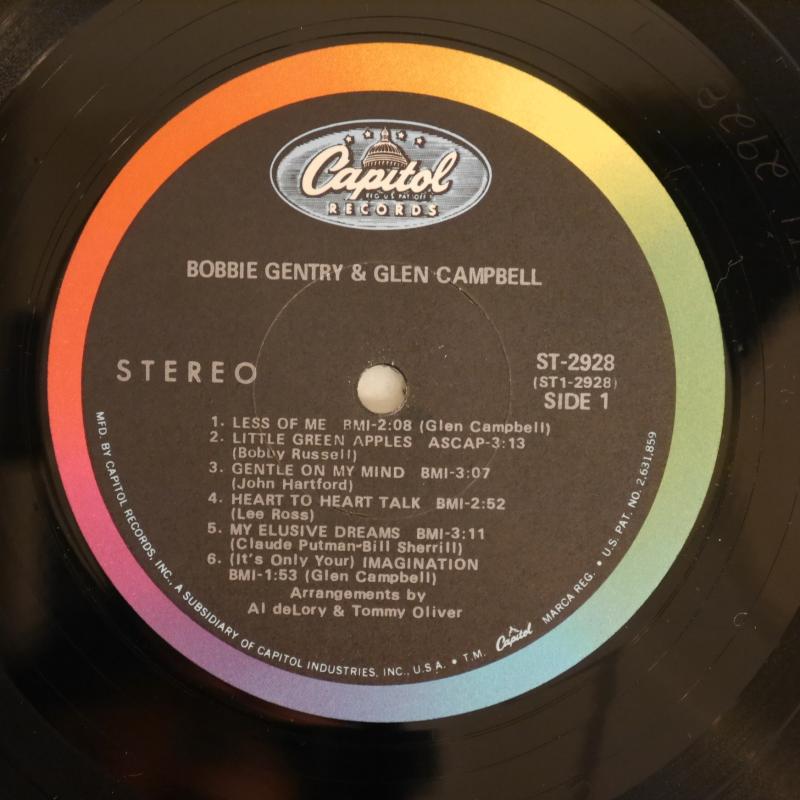 Capitol
REG. U.S. PAT. OFF.
RECORDS
BOBBIE GENTRY & GLEN CAMPBELL
STEREO
ST-2928
(ST1-2928)
SIDE 1
1. LESS OF ME BMI-2:08 (Glen Campbell)
2. LITTLE GREEN APPLES ASCAP-3:13
(Bobby Russell)
3. GENTLE ON MY MIND BMI-3:07
(John Hartford)
4. HEART TO HEART TALK BMI-2:52
(Lee Ross)
5. MY ELUSIVE DREAMS BMI-3:11
(Claude Putman-Bill Sherrill)
6. (It's Only Your) IMAGINATION
BMI-1:53 (Glen Campbell)
Arrangements by
Al deLory & Tommy Oliver
MFD. BY CAPITOL RECORDS, INC., A SUBSIDIARY OF CAPITOL INDUSTRIES, INC., U.S.A. • T.M. Capitol MARCA REG. • U.S. PAT. NO. 2,631,859
2928